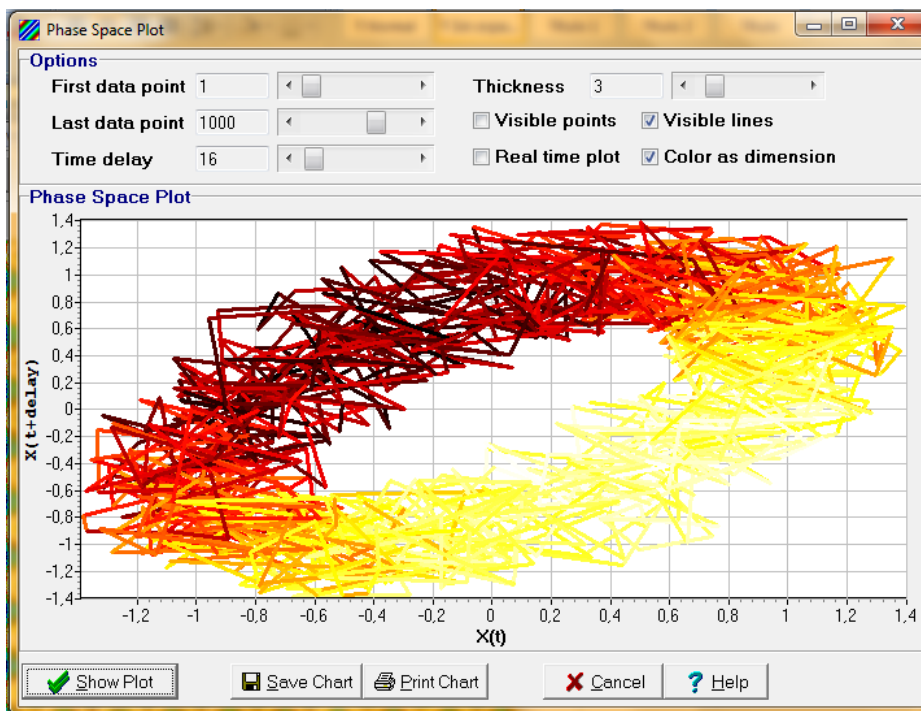 Phase Space Plot
Options
First data point 1
Thickness 3
Last data point 1000
Visible points
Visible lines
Time delay 16
Real time plot
Color as dimension
Phase Space Plot
1,4
1,2
1
0,8
0,6
0,4
0,2
0
-0,2
-0,4
-0,6
-0,8
-1
-1,2
-1,4
X(t+delay)
-1,2 -1 -0,8 -0,6 -0,4 -0,2 0 0,2 0,4 0,6 0,8 1 1,2 1,4
X(t)
Show Plot Save Chart Print Chart Cancel ? Help